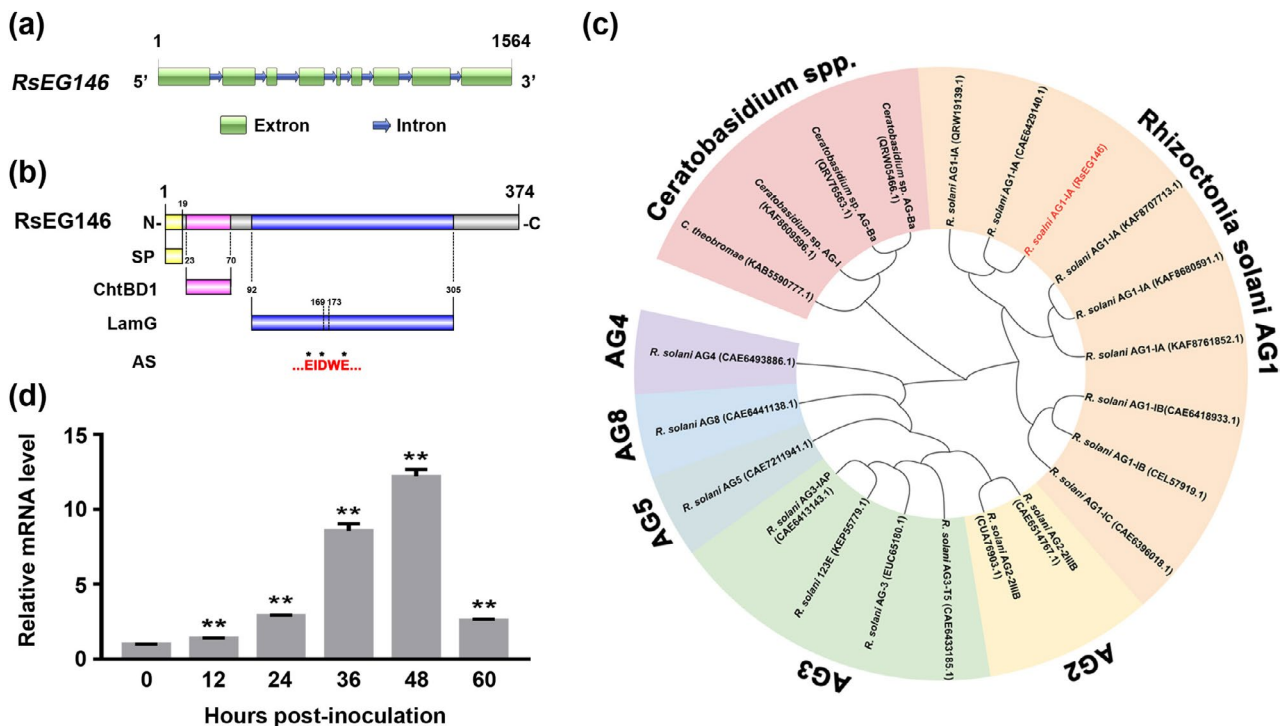 (a)
1
1564
RsEG146
5’
3’
Extron
Intron
(b)
1
19
374
RsEG146
N-
-C
SP
23
70
ChtBD1
92
169
173
305
LamG
AS
* * *
...EIDWE...
(d)
Relative mRNA level
15
10
5
0
**
**
**
**
**
0
12
24
36
48
60
Hours post-inoculation
(c)
Ceratobasidium spp.
C. theobromae (KAB5590777.1)
Ceratobasidium sp. AG-I
(KAF8609596.1)
Ceratobasidium sp. AG-Ba
(QRV76563.1)
Ceratobasidium sp. AG-Ba
(QRW05466.1)
Rhizoctonia solani AG1
R. solani AG1-IA (QRW19139.1)
R. solani AG1-IA (CAE6429140.1)
R. soalni AG1-IA (RsEG146)
R. solani AG1-IA (KAF8707713.1)
R. solani AG1-IA (KAF8680591.1)
R. solani AG1-IA (KAF8761852.1)
R. solani AG1-IB(CAE6418933.1)
R. solani AG1-IB (CEL57919.1)
R. solani AG1-IC (CAE6396018.1)
AG2
R. solani AG2-2IIIB
(CAE6514767.1)
R. solani AG2-2IIIB
(CUA76903.1)
AG3
R. solani AG3-T5 (CAE6433185.1)
R. solani AG-3 (EUC65180.1)
R. solani 123E (KEP55779.1)
R. solani AG3-IAP
(CAE6413143.1)
AG5
R. solani AG5 (CAE7211941.1)
AG8
R. solani AG8 (CAE6441138.1)
AG4
R. solani AG4 (CAE6493886.1)